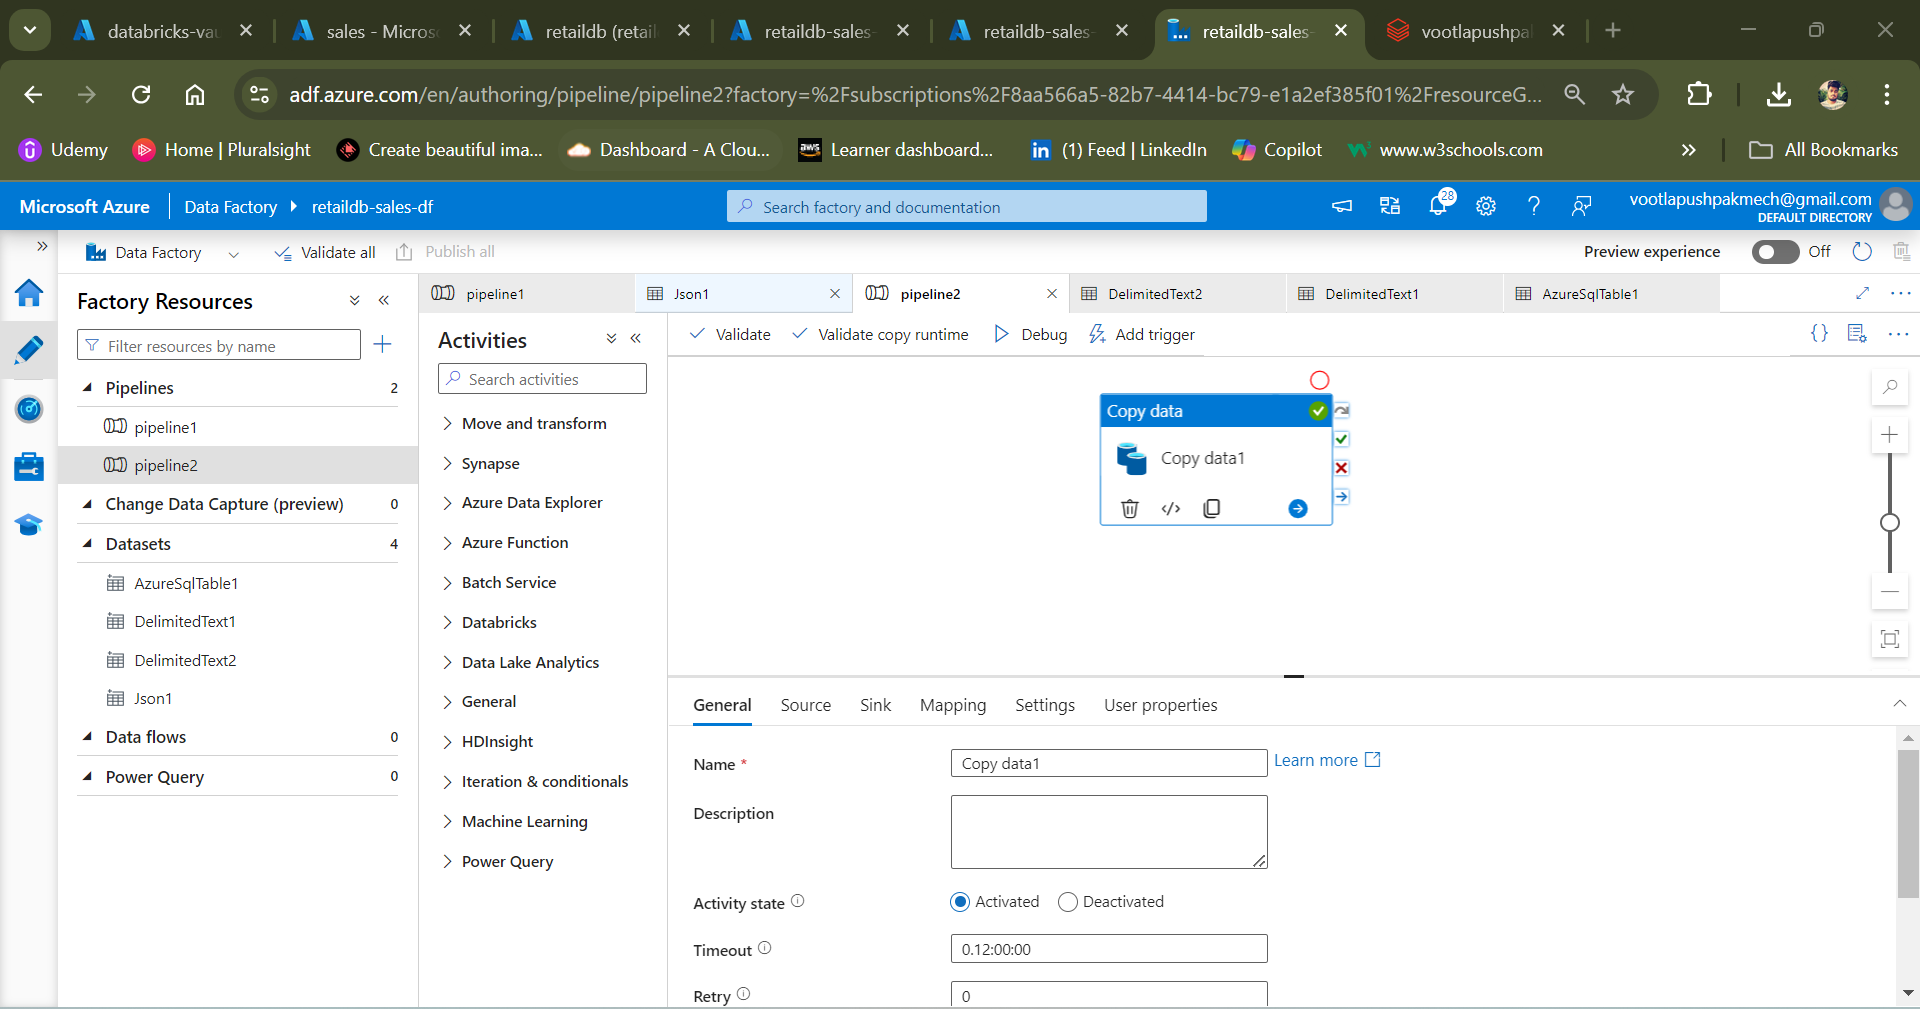 databricks-vau
sales - Micros
retaildb (retail
retaildb-sales-
retaildb-sales-
retaildb-sales-
vootlapushpal
adf.azure.com/en/authoring/pipeline/pipeline2?factory=%2Fsubscriptions%2F8aa566a5-82b7-4414-bc79-e1a2ef385f01%2FresourceG...
Udemy
Home | Pluralsight
Create beautiful ima...
Dashboard - A Clou...
aws
Learner dashboard...
in
(1) Feed | LinkedIn
Copilot
www.w3schools.com
All Bookmarks
Microsoft Azure
Data Factory
retaildb-sales-df
Search factory and documentation
28
vootlapushpakmech@gmail.com
DEFAULT DIRECTORY
Data Factory
Validate all
Publish all
Preview experience
Off
Factory Resources
Filter resources by name
Pipelines 2
pipeline1
pipeline2
Change Data Capture (preview) 0
Datasets 4
AzureSqlTable1
DelimitedText1
DelimitedText2
Json1
Data flows 0
Power Query 0
pipeline1
Json1
pipeline2
DelimitedText2
DelimitedText1
AzureSqlTable1
Activities
Search activities
Move and transform
Synapse
Azure Data Explorer
Azure Function
Batch Service
Databricks
Data Lake Analytics
General
HDInsight
Iteration & conditionals
Machine Learning
Power Query
Validate
Validate copy runtime
Debug
Add trigger
Copy data
Copy data1
General
Source
Sink
Mapping
Settings
User properties
Name *
Copy data1
Learn more
Description
Activity state
Activated
Deactivated
Timeout
0.12:00:00
Retry
0